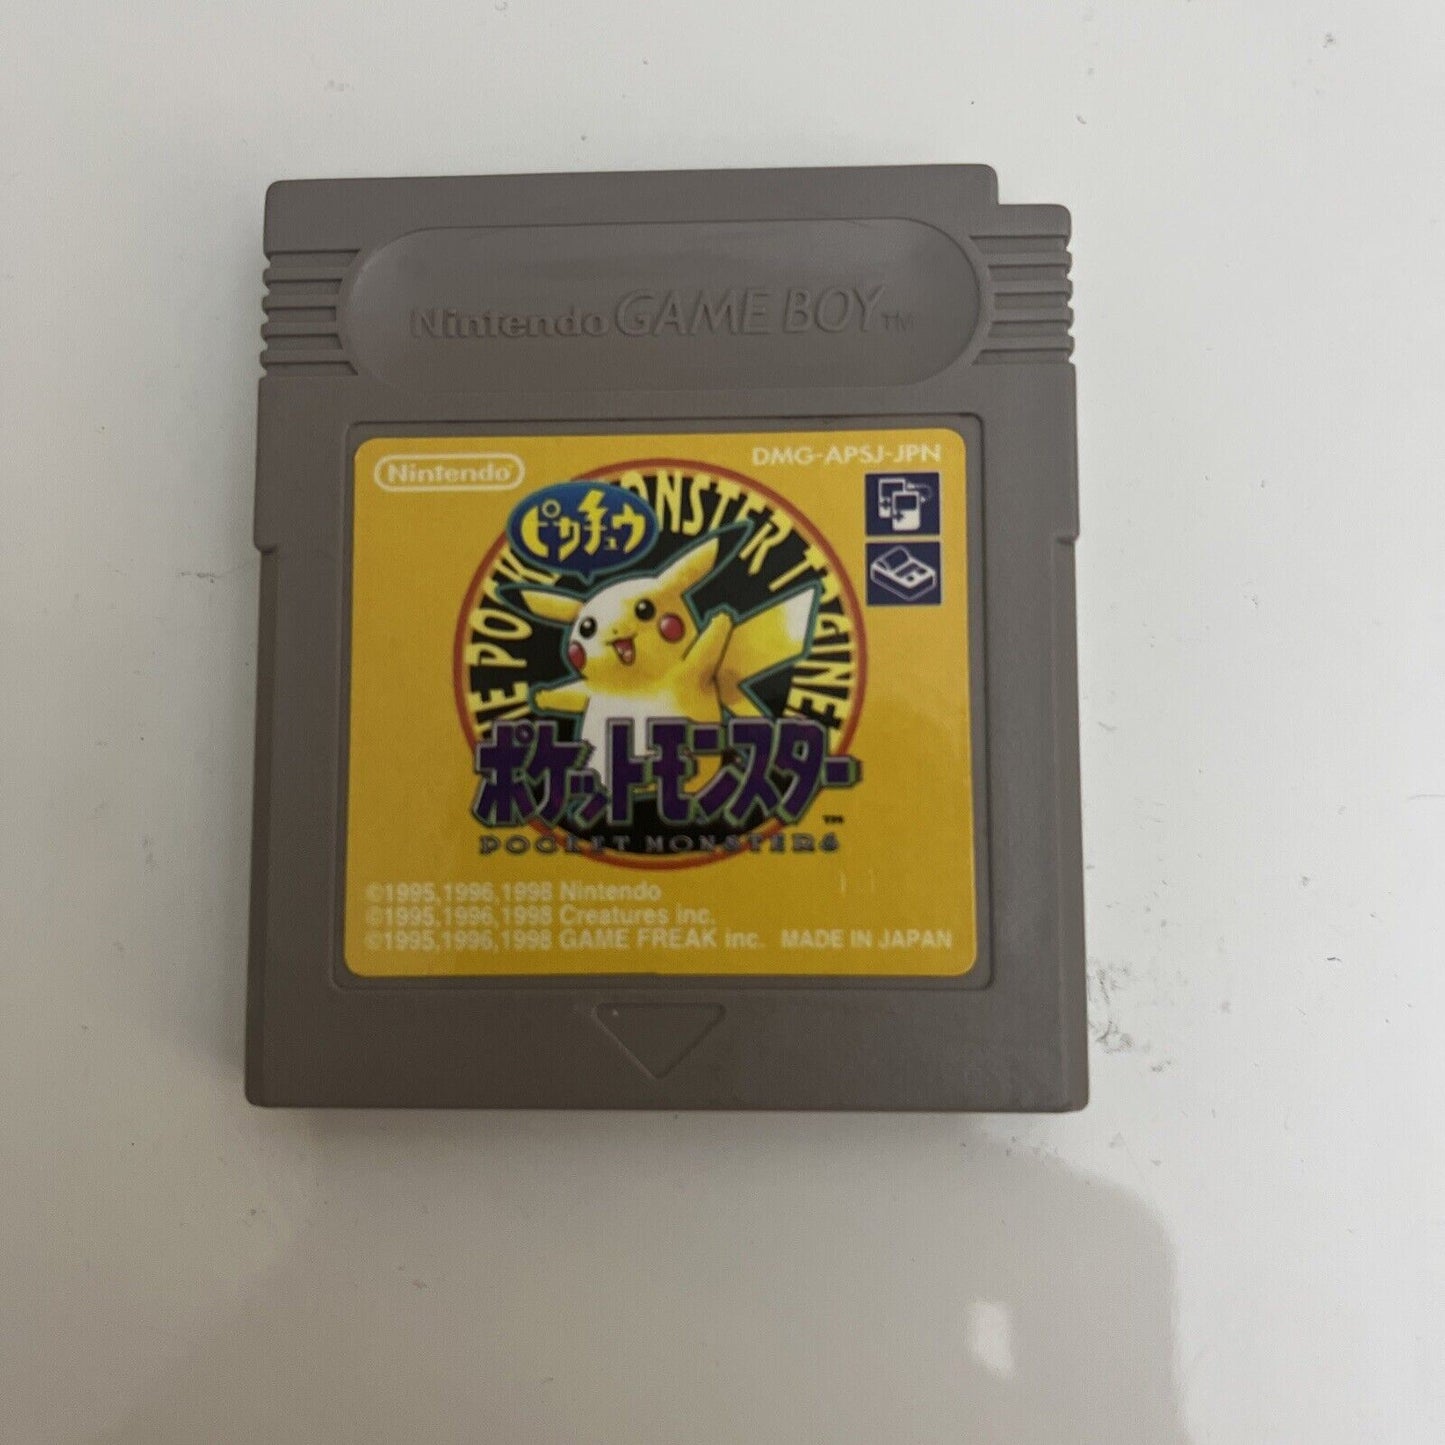 Nintendo GAME BOY™
Nintendo
DMG-APSJ-JPN
ピカチュウ
MONSTER
ポケットモンスター
™
POCKET MONSTERS
©1995,1996,1998 Nintendo
©1995,1996,1998 Creatures inc.
©1995,1996,1998 GAME FREAK inc. MADE IN JAPAN